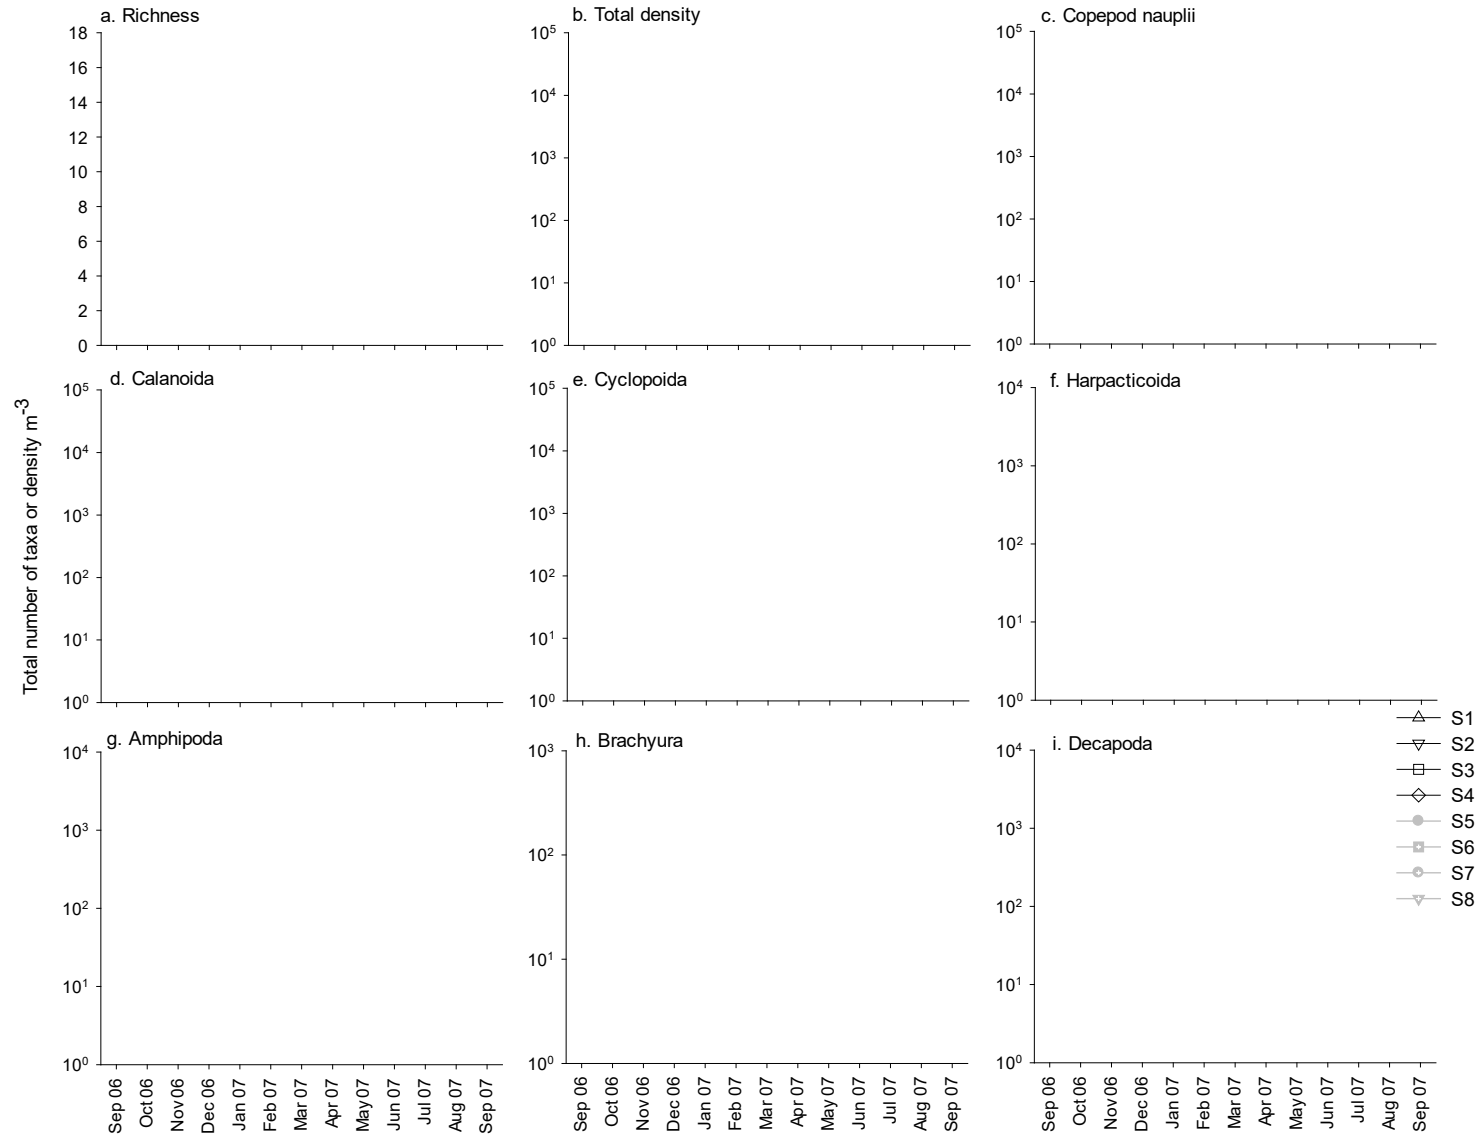 a. Richness
18
16
14
12
10
8
6
4
2
0
b. Total density
10⁵
10⁴
10³
10²
10¹
10⁰
c. Copepod nauplii
10⁵
10⁴
10³
10²
10¹
10⁰
Total number of taxa or density m⁻³
d. Calanoida
10⁵
10⁴
10³
10²
10¹
10⁰
e. Cyclopoida
10⁵
10⁴
10³
10²
10¹
10⁰
f. Harpacticoida
10⁴
10³
10²
10¹
10⁰
g. Amphipoda
10⁴
10³
10²
10¹
10⁰
Sep 06
Oct 06
Nov 06
Dec 06
Jan 07
Feb 07
Mar 07
Apr 07
May 07
Jun 07
Jul 07
Aug 07
Sep 07
h. Brachyura
10³
10²
10¹
10⁰
Sep 06
Oct 06
Nov 06
Dec 06
Jan 07
Feb 07
Mar 07
Apr 07
May 07
Jun 07
Jul 07
Aug 07
Sep 07
i. Decapoda
10⁴
10³
10²
10¹
10⁰
Sep 06
Oct 06
Nov 06
Dec 06
Jan 07
Feb 07
Mar 07
Apr 07
May 07
Jun 07
Jul 07
Aug 07
Sep 07
S1
S2
S3
S4
S5
S6
S7
S8